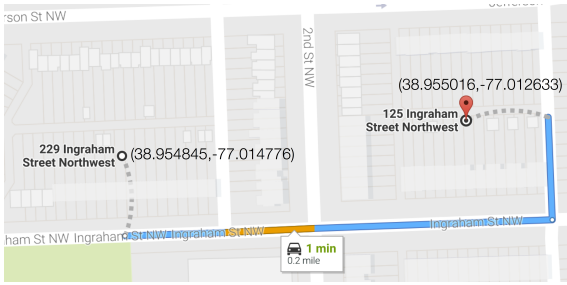 rson St NW
Jefferson
2nd St NW
(38.955016,-77.012633)
125 Ingraham
Street Northwest
229 Ingraham
Street Northwest
(38.954845,-77.014776)
ham St NW Ingraham St NW Ingraham St NW
Ingraham St NW
1 min
0.2 mile